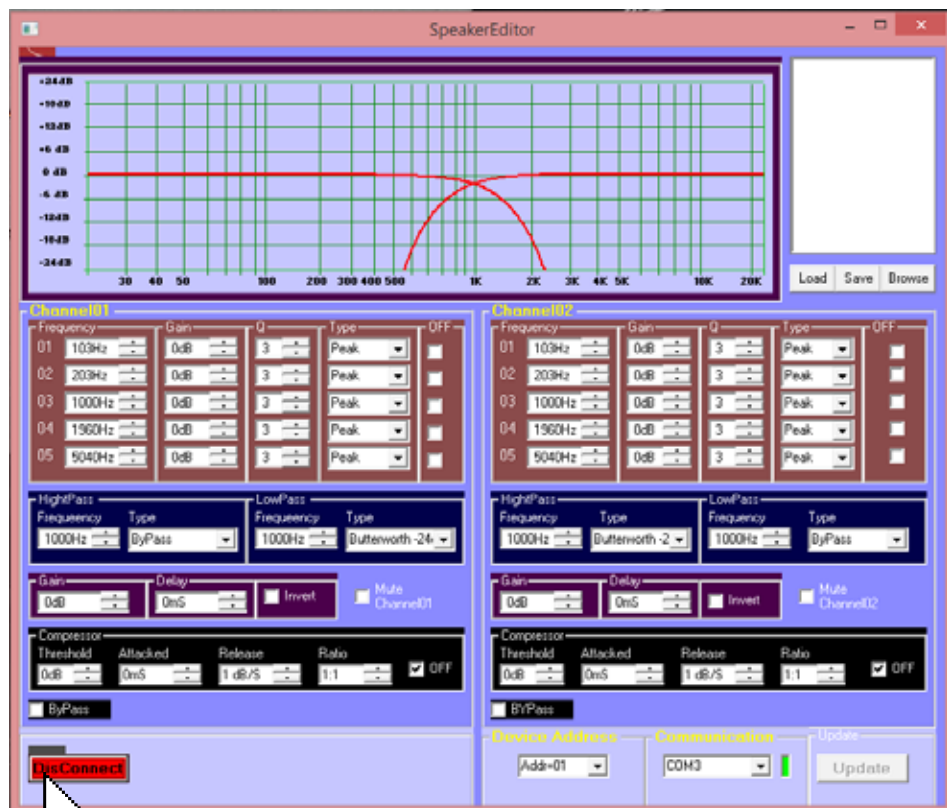 SpeakerEditor
+24dB
-19dB
-12dB
+6 dB
0 dB
-6 dB
-12dB
-18dB
-24dB
30 40 50 100 200 300 400 500 1K 2K 3K 4K 5K 10K 20K
Load Save Browse
Channel01
Frequency Gain Q Type OFF
01 103Hz 0dB 3 Peak
02 203Hz 0dB 3 Peak
03 1000Hz 0dB 3 Peak
04 1960Hz 0dB 3 Peak
05 5040Hz 0dB 3 Peak
HightPass LowPass
Frequeency Type Frequeency Type
1000Hz ByPass 1000Hz Butterworth -24
Gain Delay
0dB 0mS Invert Mute Channel01
Compressor
Threshold Attacked Release Ratio
0dB 0mS 1 dB/S 1:1 OFF
ByPass
Channel02
Frequency Gain Q Type OFF
01 103Hz 0dB 3 Peak
02 203Hz 0dB 3 Peak
03 1000Hz 0dB 3 Peak
04 1960Hz 0dB 3 Peak
05 5040Hz 0dB 3 Peak
HightPass LowPass
Frequency Type Frequency Type
1000Hz Butterworth -2 1000Hz ByPass
Gain Delay
0dB 0mS Invert Mute Channel02
Compressor
Threshold Attacked Release Ratio
0dB 0mS 1 dB/S 1:1 OFF
BYPass
DisConnect
Device Address Communication Update
Addr=01 COM3 Update